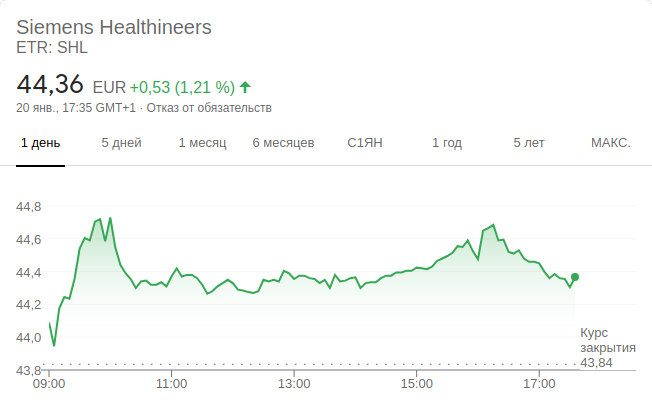 Siemens Healthineers
ETR: SHL
44,36 EUR +0,53 (1,21 %)
20 янв., 17:35 GMT+1 · Отказ от обязательств
1 день 5 дней 1 месяц 6 месяцев С1ЯН 1 год 5 лет МАКС.
44,8
44,6
44,4
44,2
44,0
43,8
Курс
закрытия
43,84
09:00 11:00 13:00 15:00 17:00